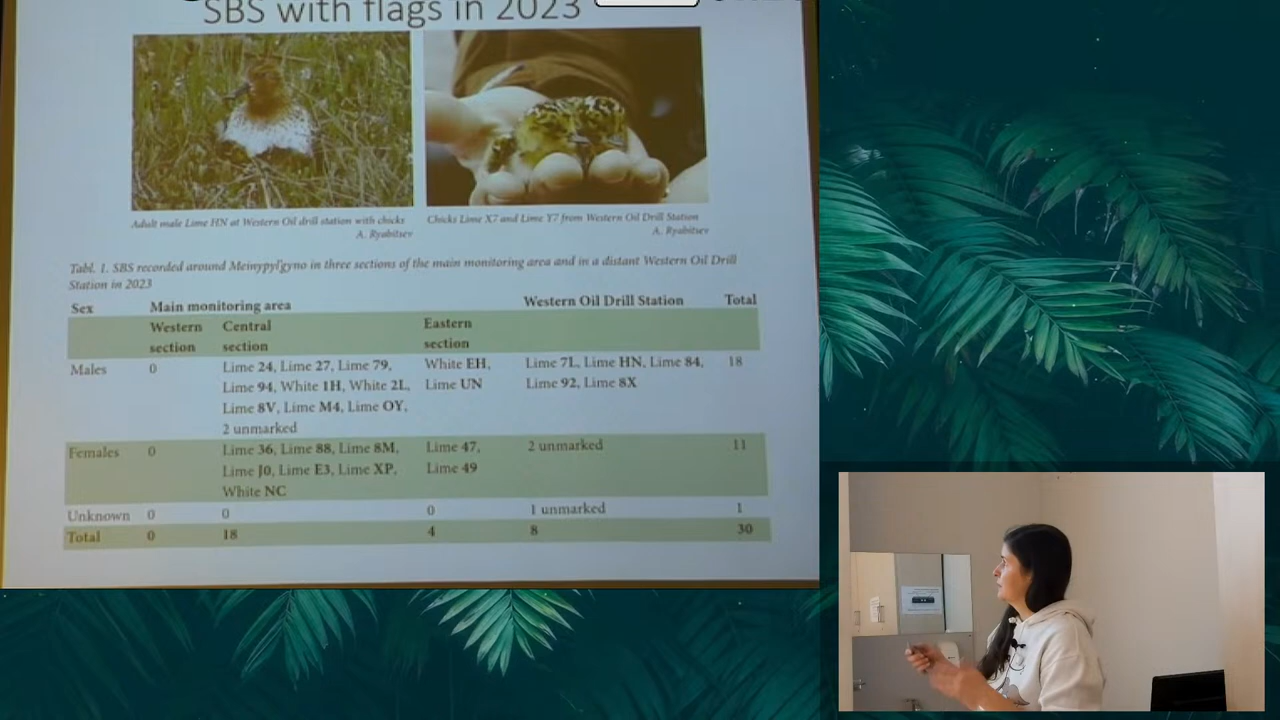 SBS with flags in 2023
Adult male Lime HN at Western Oil drill station with chicks
A. Ryabitsev
Chicks Lime X7 and Lime Y7 from Western Oil Drill Station
A. Ryabitsev
Tabl. 1. SBS recorded around Meinypyl'gyno in three sections of the main monitoring area and in a distant Western Oil Drill
Station in 2023
Sex Main monitoring area Western Oil Drill Station Total
Western Central Eastern
section section section
Males 0 Lime 24, Lime 27, Lime 79, White EH, Lime 7L, Lime HN, Lime 84, 18
Lime 94, White 1H, White 2L, Lime UN Lime 92, Lime 8X
Lime 8V, Lime M4, Lime OY,
2 unmarked
Females 0 Lime 36, Lime 88, Lime 8M, Lime 47, 2 unmarked 11
Lime J0, Lime E3, Lime XP, Lime 49
White NC
Unknown 0 0 0 1 unmarked 1
Total 0 18 4 8 30